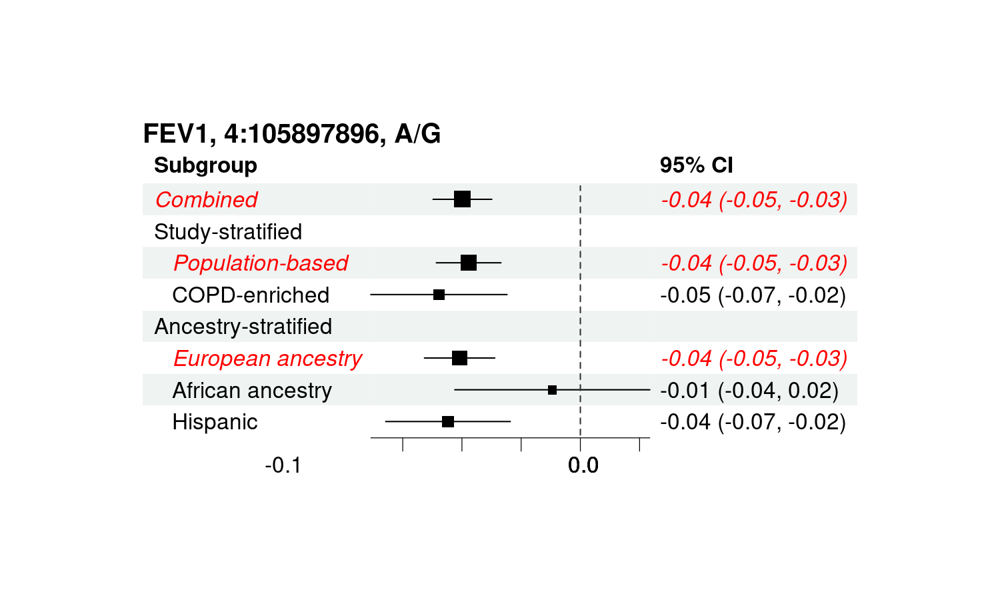 FEV1, 4:105897896, A/G
Subgroup 95% CI
Combined -0.04 (-0.05, -0.03)
Study-stratified
Population-based -0.04 (-0.05, -0.03)
COPD-enriched -0.05 (-0.07, -0.02)
Ancestry-stratified
European ancestry -0.04 (-0.05, -0.03)
African ancestry -0.01 (-0.04, 0.02)
Hispanic -0.04 (-0.07, -0.02)
-0.1 0.0